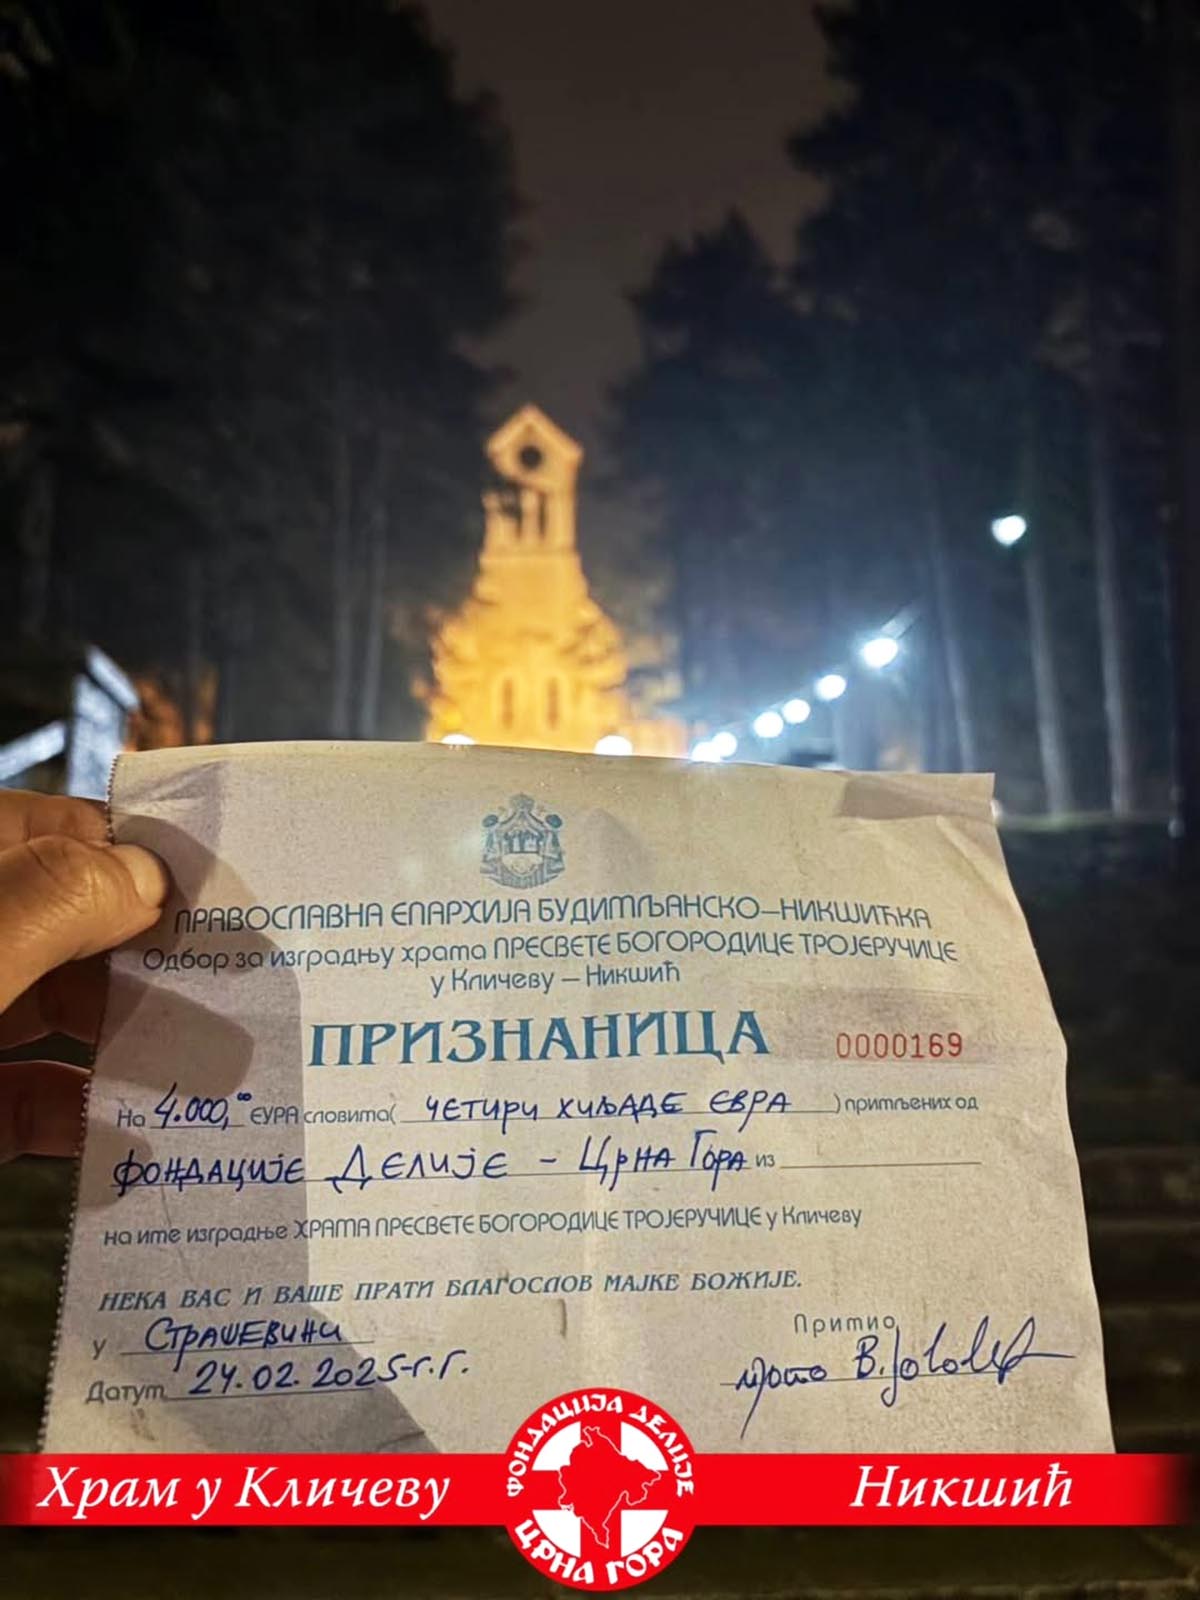 ПРАВОСЛАВНА ЕПАРХИЈА БУДИМЉАНСКО–НИКШИЋКА
Одбор за изградњу храма ПРЕСВЕТЕ БОГОРОДИЦЕ ТРОЈЕРУЧИЦЕ
у Кличеву – Никшић
ПРИЗНАНИЦА 0000169
На 4.000,⁰⁰ ЕУРА словима( ЧЕТИРИ ХИЉАДЕ ЕВРА ) примљених од
ФОНДАЦИЈЕ ДЕЛИЈЕ - ЦРНА ГОРА из
на име изградње ХРАМА ПРЕСВЕТЕ БОГОРОДИЦЕ ТРОЈЕРУЧИЦЕ у Кличеву
НЕКА ВАС И ВАШЕ ПРАТИ БЛАГОСЛОВ МАЈКЕ БОЖИЈЕ.
у СТРАШЕВИНИ
Примио
Датум 24.02.2025-г.г.
прото В.
ФОНДАЦИЈА ДЕЛИЈЕ
Храм у Кличеву Никшић
ЦРНА ГОРА